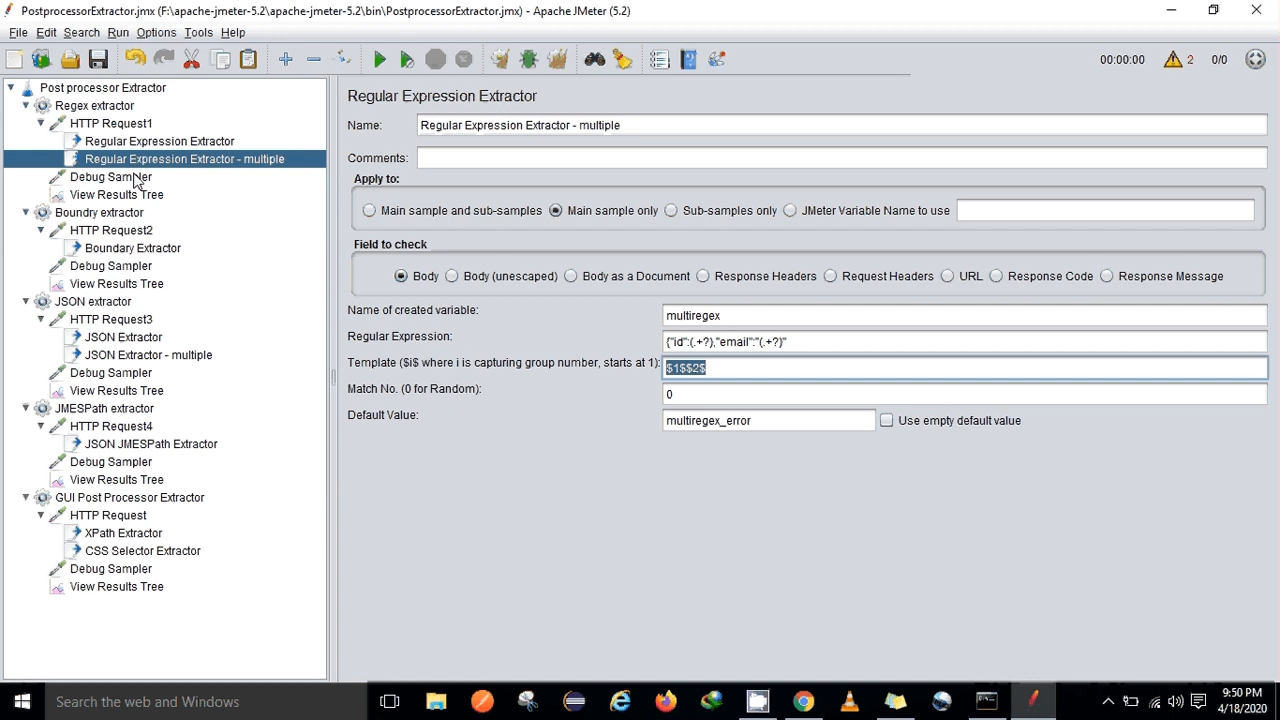 PostprocessorExtractor.jmx (F:\apache-jmeter-5.2\apache-jmeter-5.2\bin\PostprocessorExtractor.jmx) - Apache JMeter (5.2)
File Edit Search Run Options Tools Help
00:00:00 2 0/0
Post processor Extractor
Regex extractor
HTTP Request1
Regular Expression Extractor
Regular Expression Extractor - multiple
Debug Sampler
View Results Tree
Boundry extractor
HTTP Request2
Boundary Extractor
Debug Sampler
View Results Tree
JSON extractor
HTTP Request3
JSON Extractor
JSON Extractor - multiple
Debug Sampler
View Results Tree
JMESPath extractor
HTTP Request4
JSON JMESPath Extractor
Debug Sampler
View Results Tree
GUI Post Processor Extractor
HTTP Request
XPath Extractor
CSS Selector Extractor
Debug Sampler
View Results Tree
Regular Expression Extractor
Name: Regular Expression Extractor - multiple
Comments:
Apply to:
Main sample and sub-samples Main sample only Sub-samples only JMeter Variable Name to use
Field to check
Body Body (unescaped) Body as a Document Response Headers Request Headers URL Response Code Response Message
Name of created variable: multiregex
Regular Expression: {"id":(.+?),"email":"(.+?)"
Template ($i$ where i is capturing group number, starts at 1): $1$$2$
Match No. (0 for Random): 0
Default Value: multiregex_error Use empty default value
Search the web and Windows
9:50 PM
4/18/2020